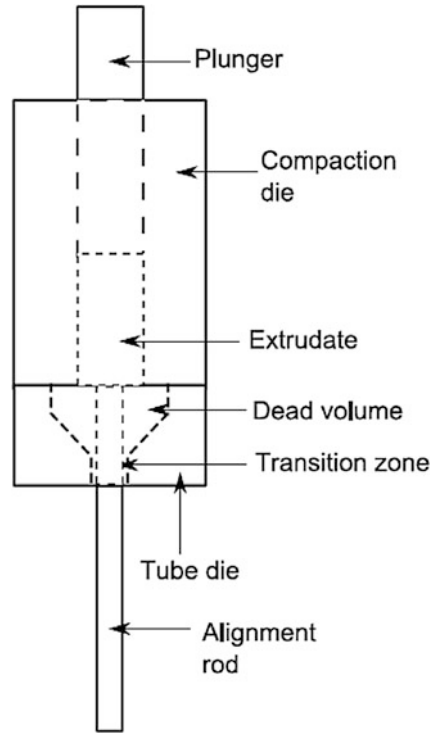 Plunger
Compaction
die
Extrudate
Dead volume
Transition zone
Tube die
Alignment
rod